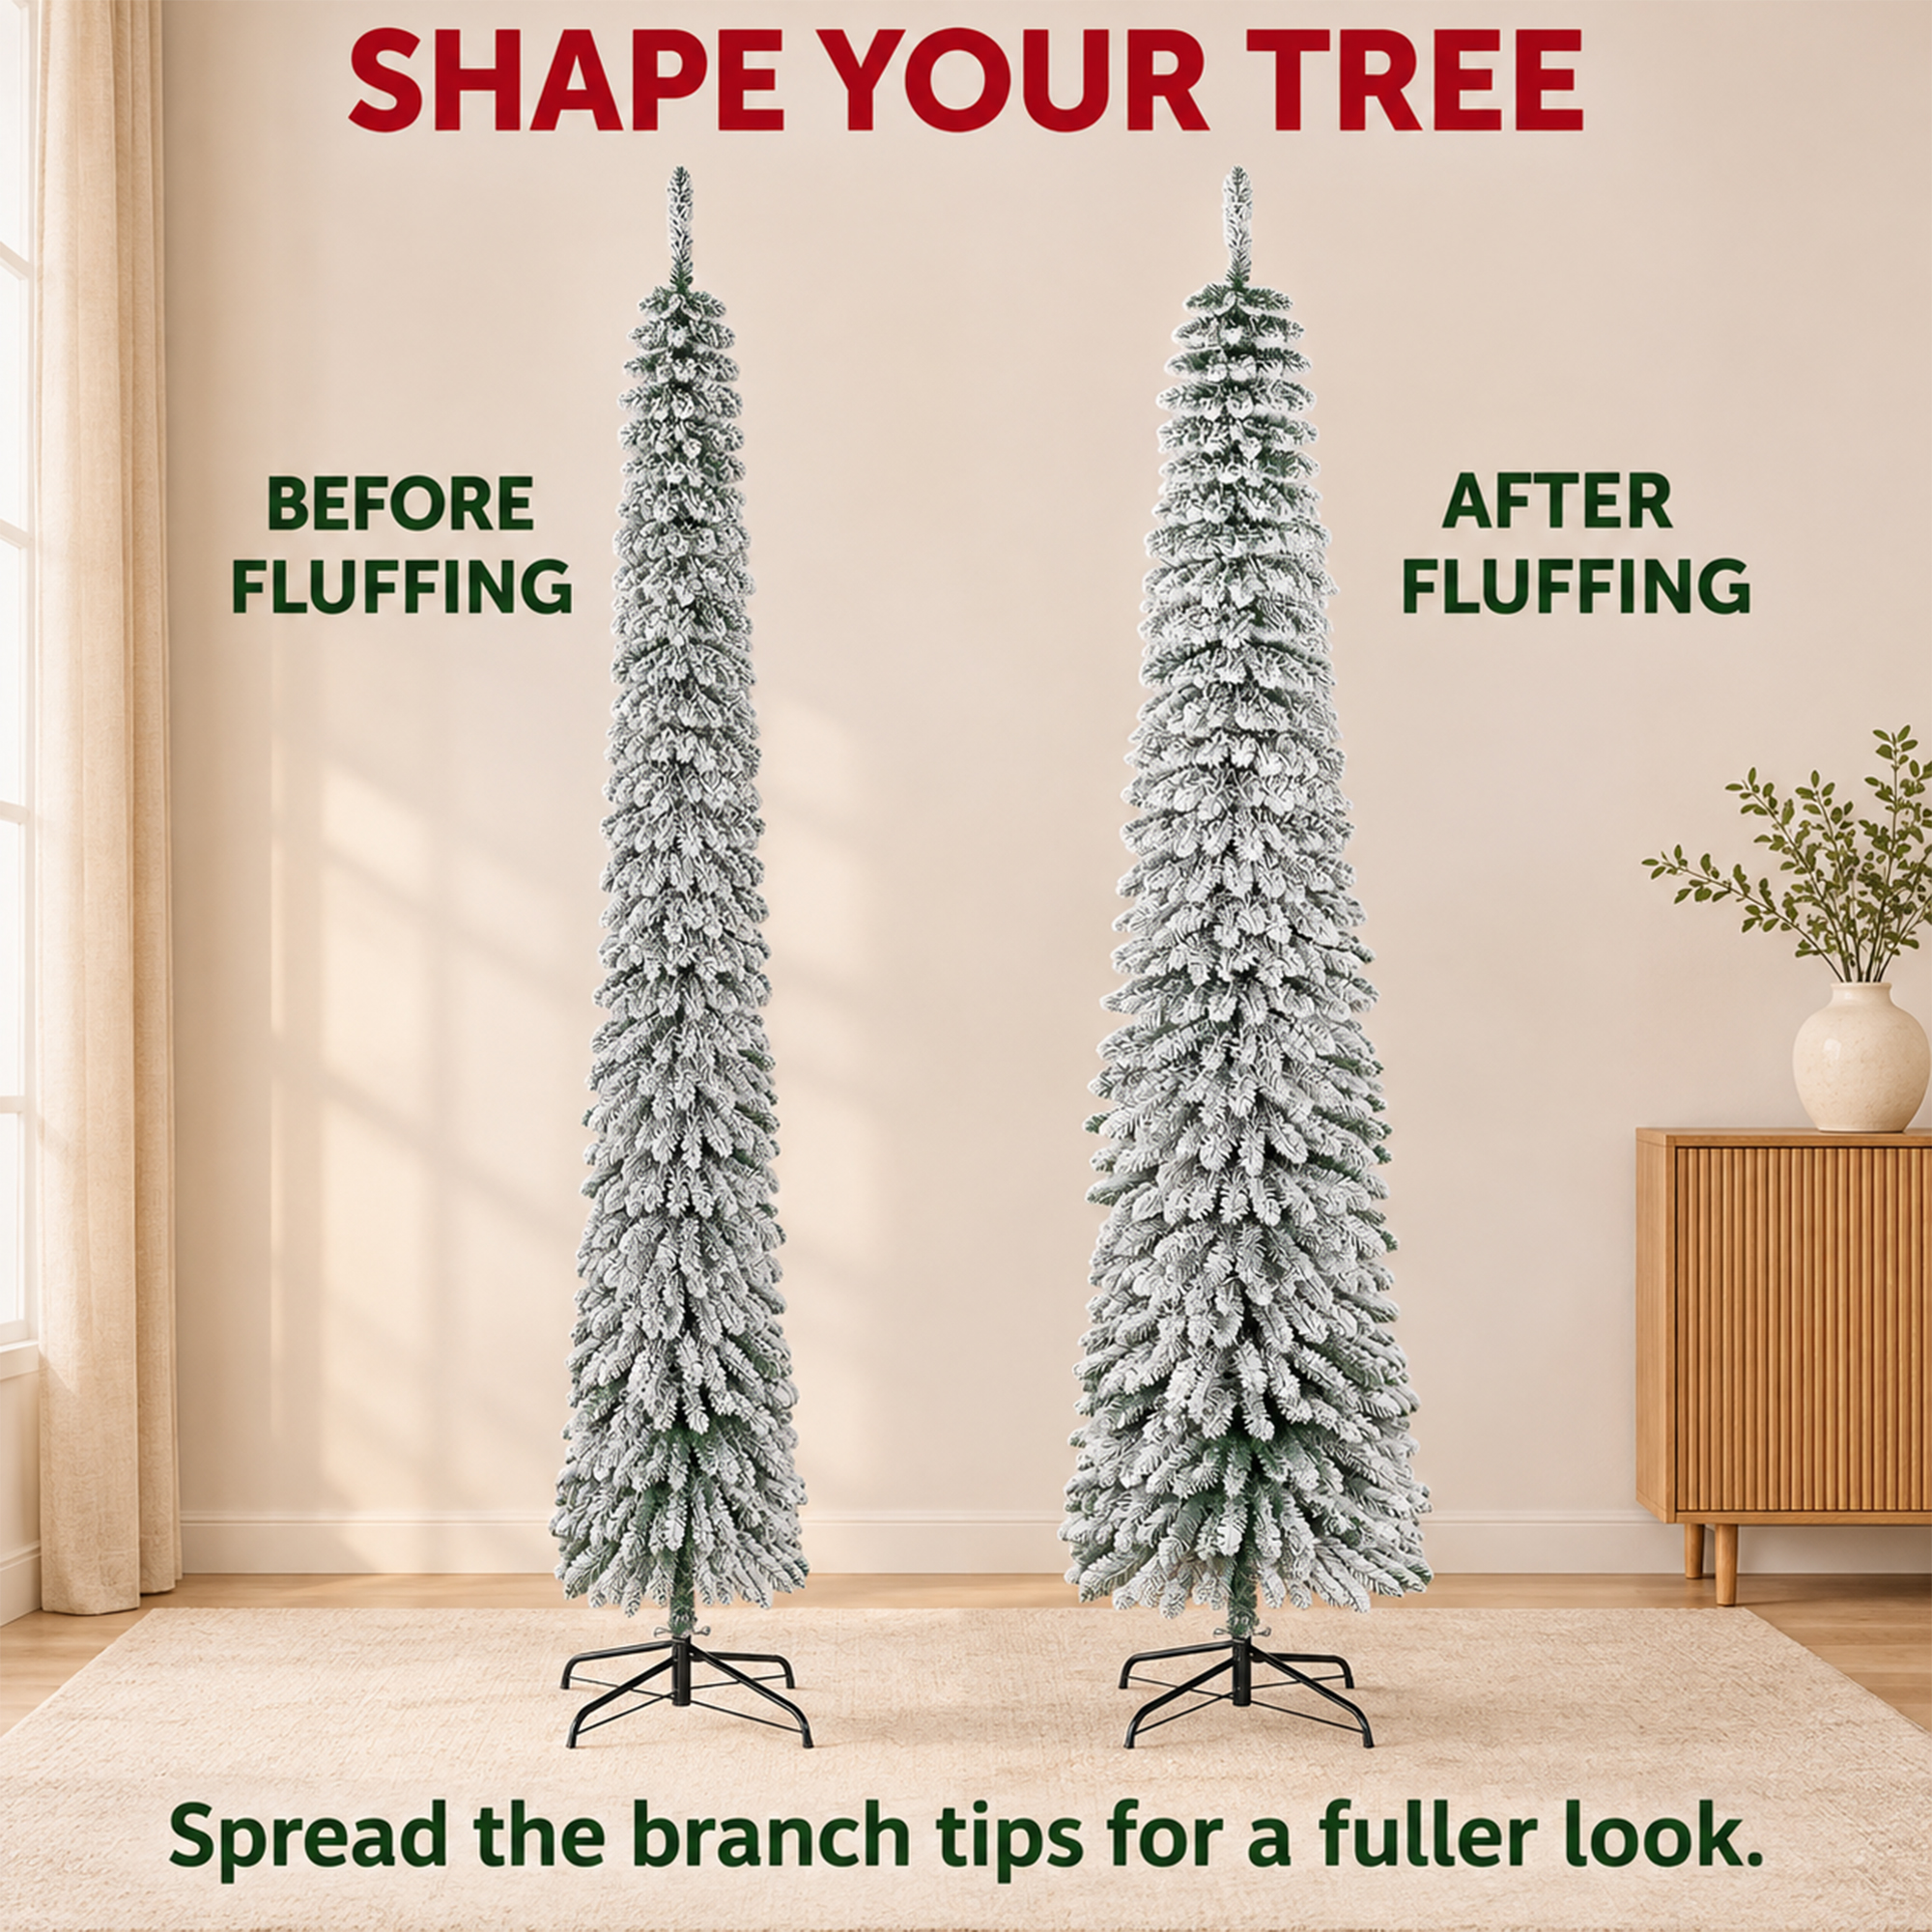 SHAPE YOUR TREE
BEFORE
FLUFFING
AFTER
FLUFFING
Spread the branch tips for a fuller look.